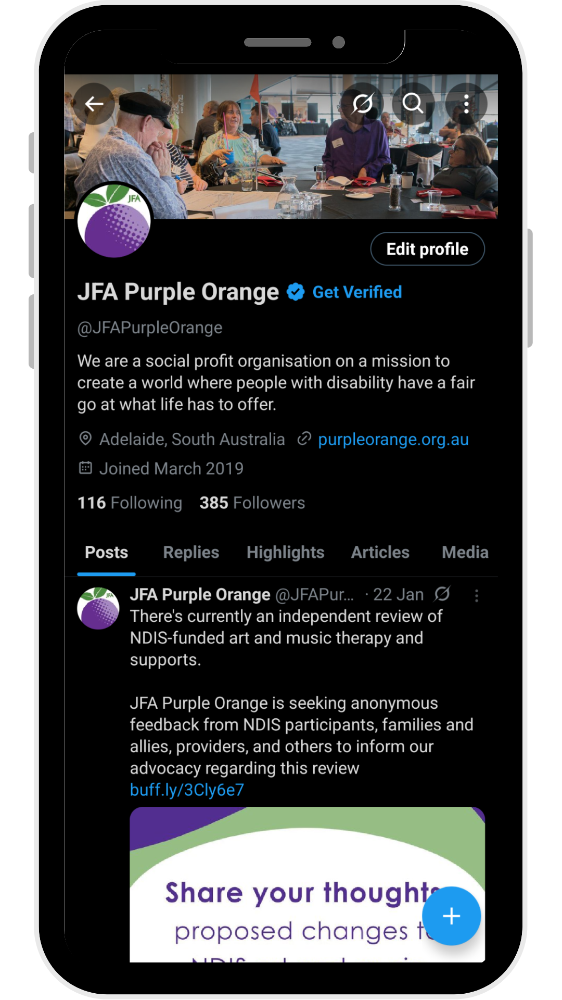 JFA
Edit profile
JFA Purple Orange Get Verified
@JFAPurpleOrange
We are a social profit organisation on a mission to
create a world where people with disability have a fair
go at what life has to offer.
Adelaide, South Australia purpleorange.org.au
Joined March 2019
116 Following 385 Followers
Posts Replies Highlights Articles Media
JFA
JFA Purple Orange @JFAPur... · 22 Jan
There's currently an independent review of
NDIS-funded art and music therapy and
supports.
JFA Purple Orange is seeking anonymous
feedback from NDIS participants, families and
allies, providers, and others to inform our
advocacy regarding this review
buff.ly/3Cly6e7
Share your thoughts
proposed changes to